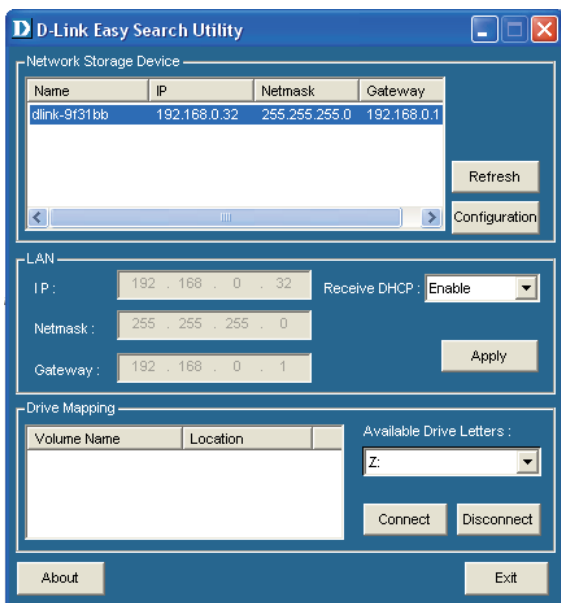 D-Link Easy Search Utility
Network Storage Device
Name IP Netmask Gateway
dlink-9f31bb 192.168.0.32 255.255.255.0 192.168.0.1
Refresh
Configuration
LAN
IP : 192 . 168 . 0 . 32 Receive DHCP : Enable
Netmask : 255 . 255 . 255 . 0
Gateway : 192 . 168 . 0 . 1
Apply
Drive Mapping
Volume Name Location
Available Drive Letters :
Z:
Connect Disconnect
About Exit